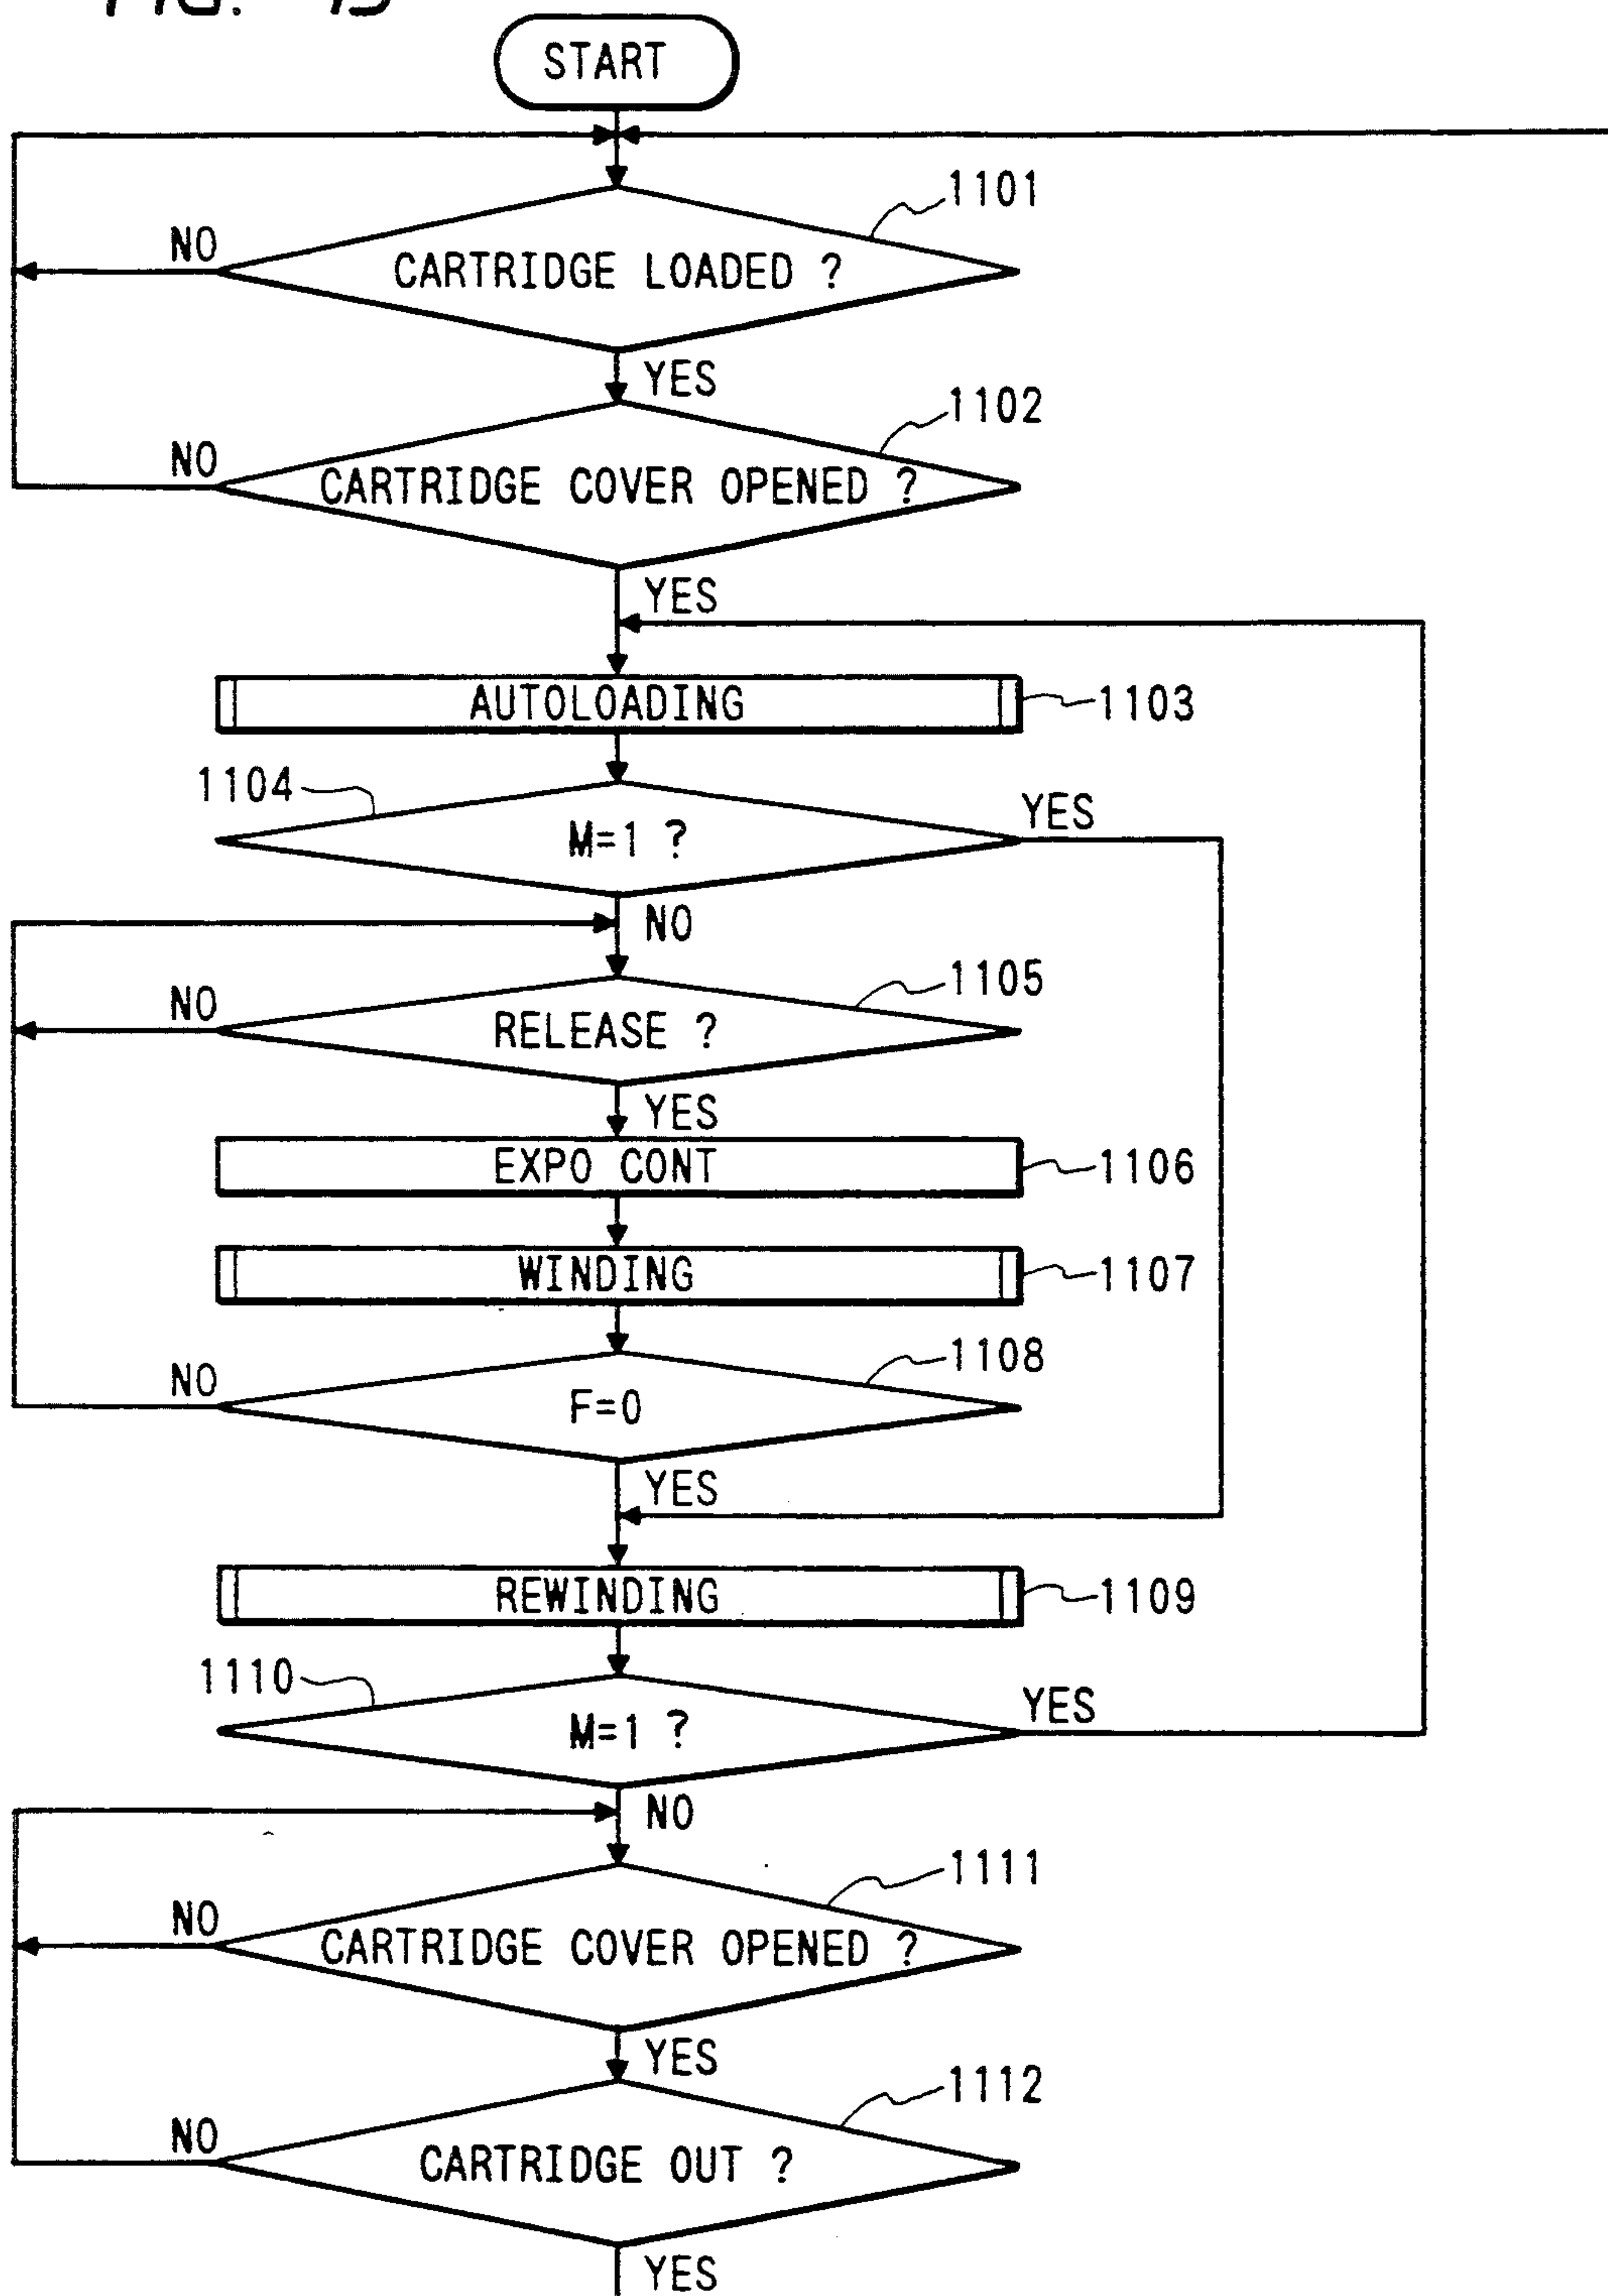 START
1101
NO
CARTRIDGE LOADED ?
YES
1102
NO
CARTRIDGE COVER OPENED ?
YES
AUTOLOADING
1103
1104
YES
M=1 ?
NO
1105
NO
RELEASE ?
YES
EXPO CONT
1106
WINDING
1107
1108
NO
F=0
YES
REWINDING
1109
1110
YES
M=1 ?
NO
1111
NO
CARTRIDGE COVER OPENED ?
YES
1112
NO
CARTRIDGE OUT ?
YES